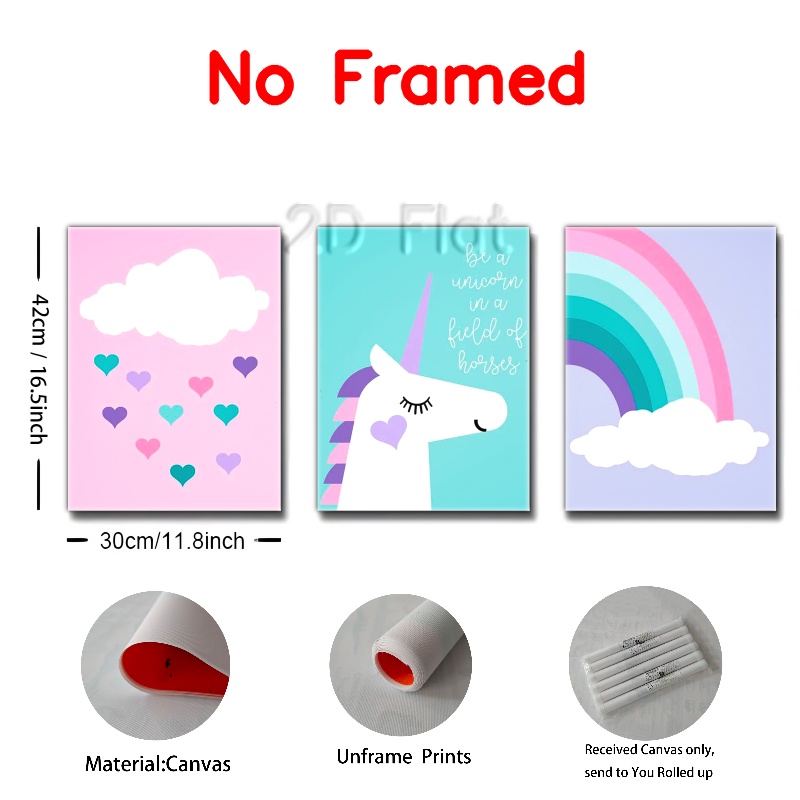 No Framed
2D Flat
be a
unicorn
in a
field of
horses
42cm / 16.5inch
30cm/11.8inch
Material:Canvas
Unframe Prints
Received Canvas only,
send to You Rolled up